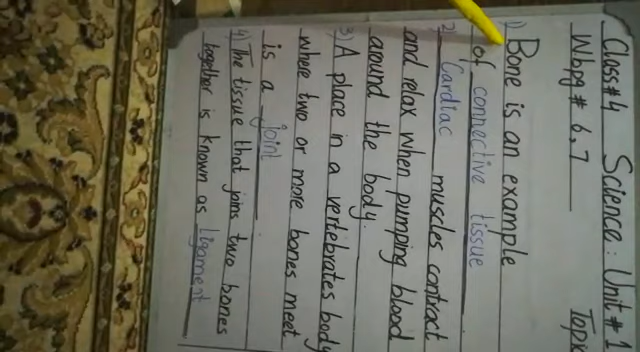 Class#4 Science: Unit # 1
Wbpg# 6,7
1) Bone is an example
of connective tissue
2) Cardiac muscles contract
and relax when pumping blood
around the body.
3) A place in a vertebrates body
where two or more bones meet
is a joint.
4) The tissue that joins two bones
together is known as ligament